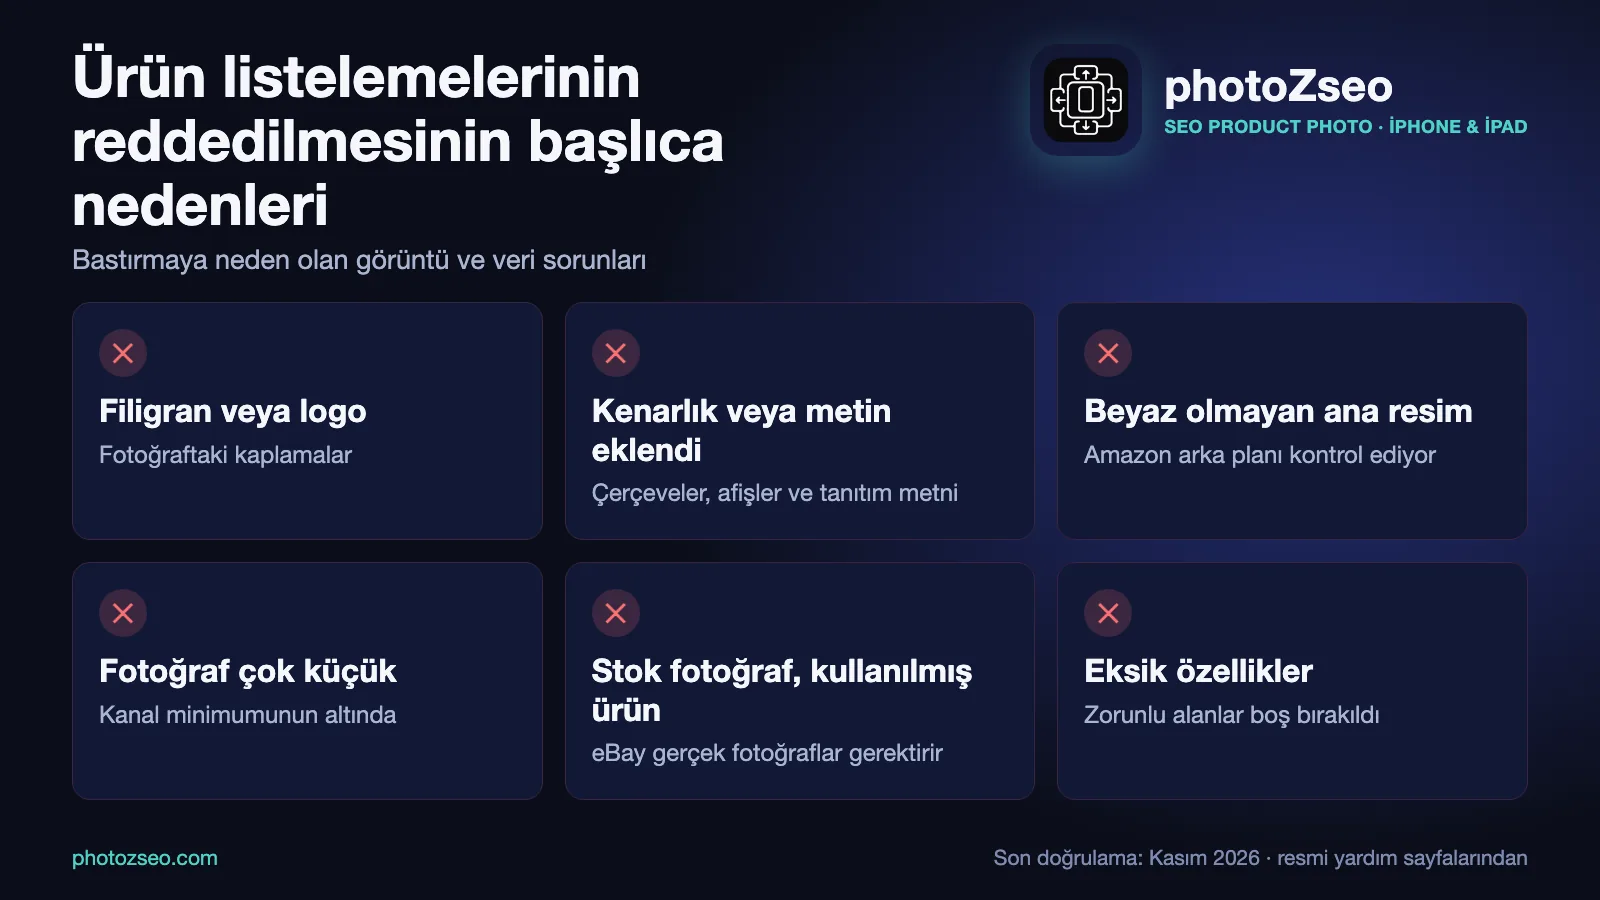 Ürün listelemelerinin
reddedilmesinin başlıca
nedenleri
Bastırmaya neden olan görüntü ve veri sorunları
photoZseo
SEO PRODUCT PHOTO · İPHONE & İPAD
Filigran veya logo
Fotoğraftaki kaplamalar
Kenarlık veya metin
eklendi
Çerçeveler, afişler ve tanıtım metni
Beyaz olmayan ana resim
Amazon arka planı kontrol ediyor
Fotoğraf çok küçük
Kanal minimumunun altında
Stok fotoğraf, kullanılmış
ürün
eBay gerçek fotoğraflar gerektirir
Eksik özellikler
Zorunlu alanlar boş bırakıldı
photozseo.com
Son doğrulama: Kasım 2026 · resmi yardım sayfalarından